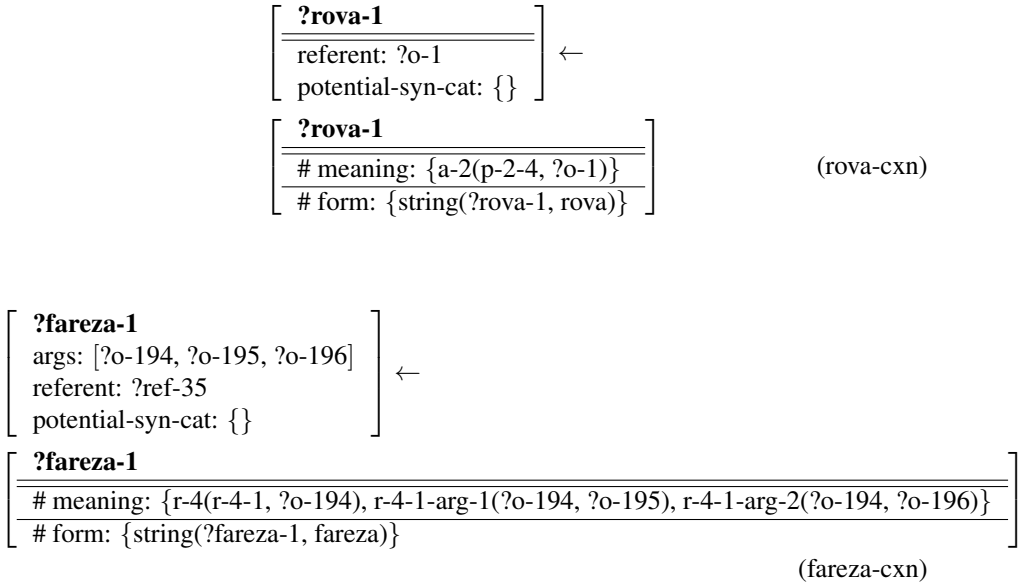 ?rova-1
referent: ?o-1
potential-syn-cat: {}
←
?rova-1
# meaning: {a-2(p-2-4, ?o-1)}
# form: {string(?rova-1, rova)}
(rova-cxn)
?fareza-1
args: [?o-194, ?o-195, ?o-196]
referent: ?ref-35
potential-syn-cat: {}
←
?fareza-1
# meaning: {r-4(r-4-1, ?o-194), r-4-1-arg-1(?o-194, ?o-195), r-4-1-arg-2(?o-194, ?o-196)}
# form: {string(?fareza-1, fareza)}
(fareza-cxn)